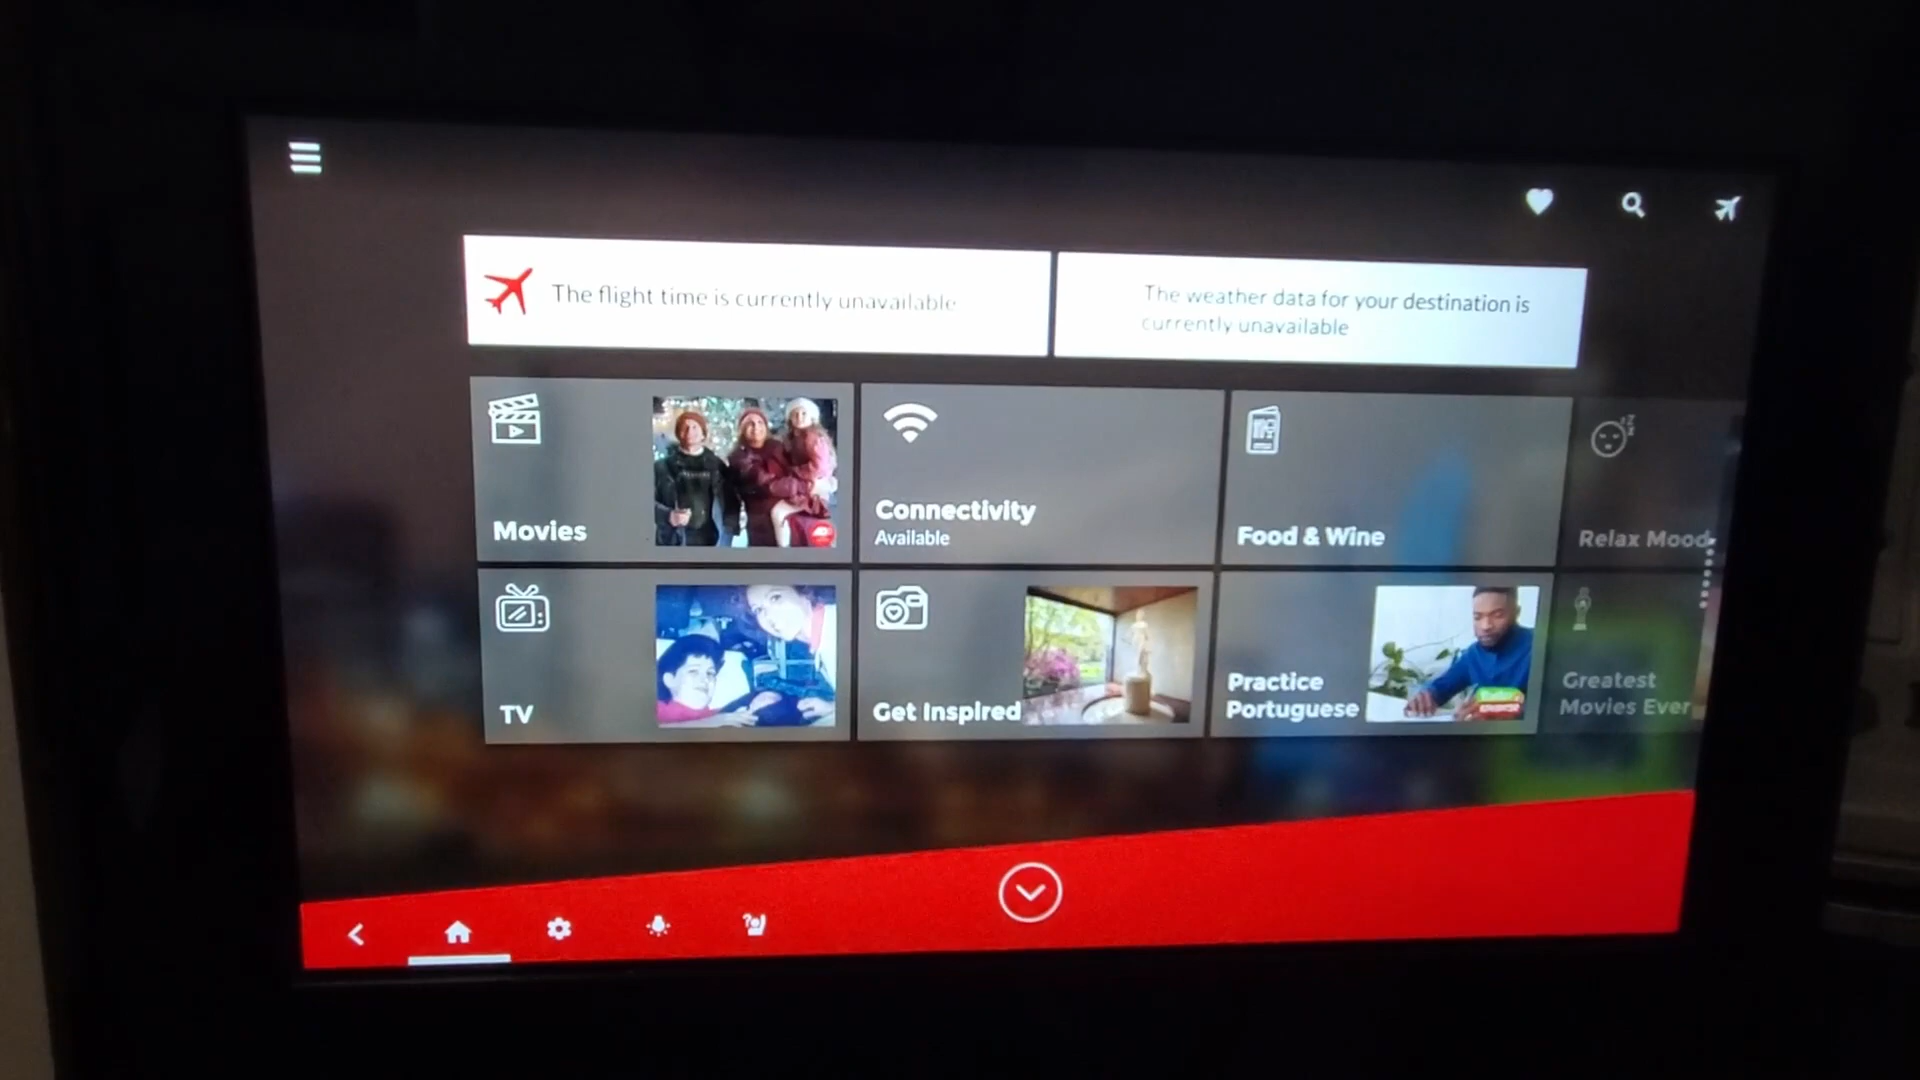 The flight time is currently unavailable
The weather data for your destination is
currently unavailable
Movies
Connectivity
Available
Food & Wine
Relax Mood
TV
Get Inspired
Practice
Portuguese
Greatest
Movies Ever